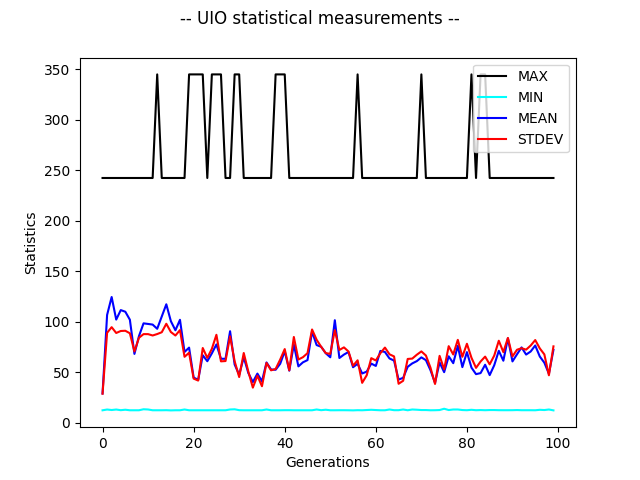 -- UIO statistical measurements --
350
300
250
200
150
100
50
0
Statistics
MAX
MIN
MEAN
STDEV
0 20 40 60 80 100
Generations